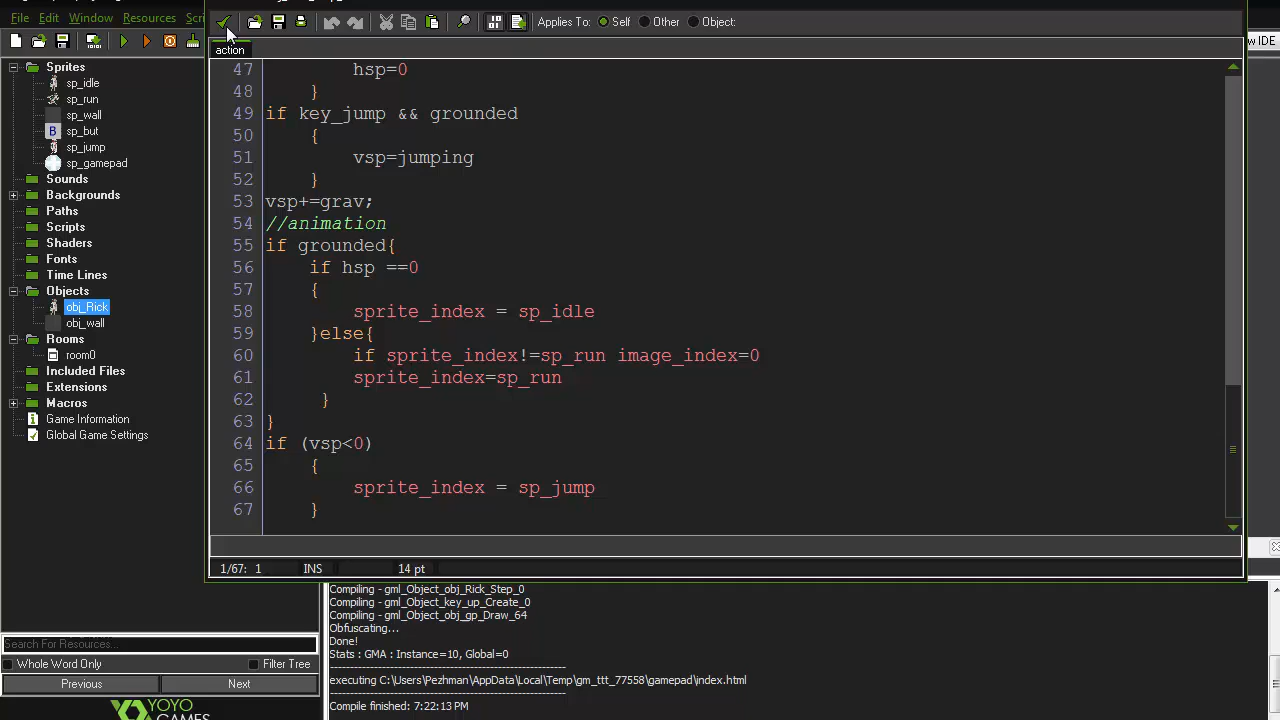 File Edit Window Resources Scri
Applies To: Self Other Object:
action
w IDE
Sprites
sp_idle
sp_run
sp_wall
B sp_but
sp_jump
sp_gamepad
Sounds
Backgrounds
Paths
Scripts
Shaders
Fonts
Time Lines
Objects
obj_Rick
obj_wall
Rooms
room0
Included Files
Extensions
Macros
Game Information
Global Game Settings
47 hsp=0
48 }
49 if key_jump && grounded
50 {
51 vsp=jumping
52 }
53 vsp+=grav;
54 //animation
55 if grounded{
56 if hsp ==0
57 {
58 sprite_index = sp_idle
59 }else{
60 if sprite_index!=sp_run image_index=0
61 sprite_index=sp_run
62 }
63 }
64 if (vsp<0)
65 {
66 sprite_index = sp_jump
67 }
1/67: 1 INS 14 pt
Compiling - gml_Object_obj_Rick_Step_0
Compiling - gml_Object_key_up_Create_0
Compiling - gml_Object_obj_gp_Draw_64
Obfuscating...
Done!
Stats : GMA : Instance=10, Global=0
executing C:\Users\Pezhman\AppData\Local\Temp\gm_ttt_77558\gamepad\index.html
Compile finished: 7:22:13 PM
Search For Resources...
Whole Word Only Filter Tree
Previous Next
YOYO
GAMES